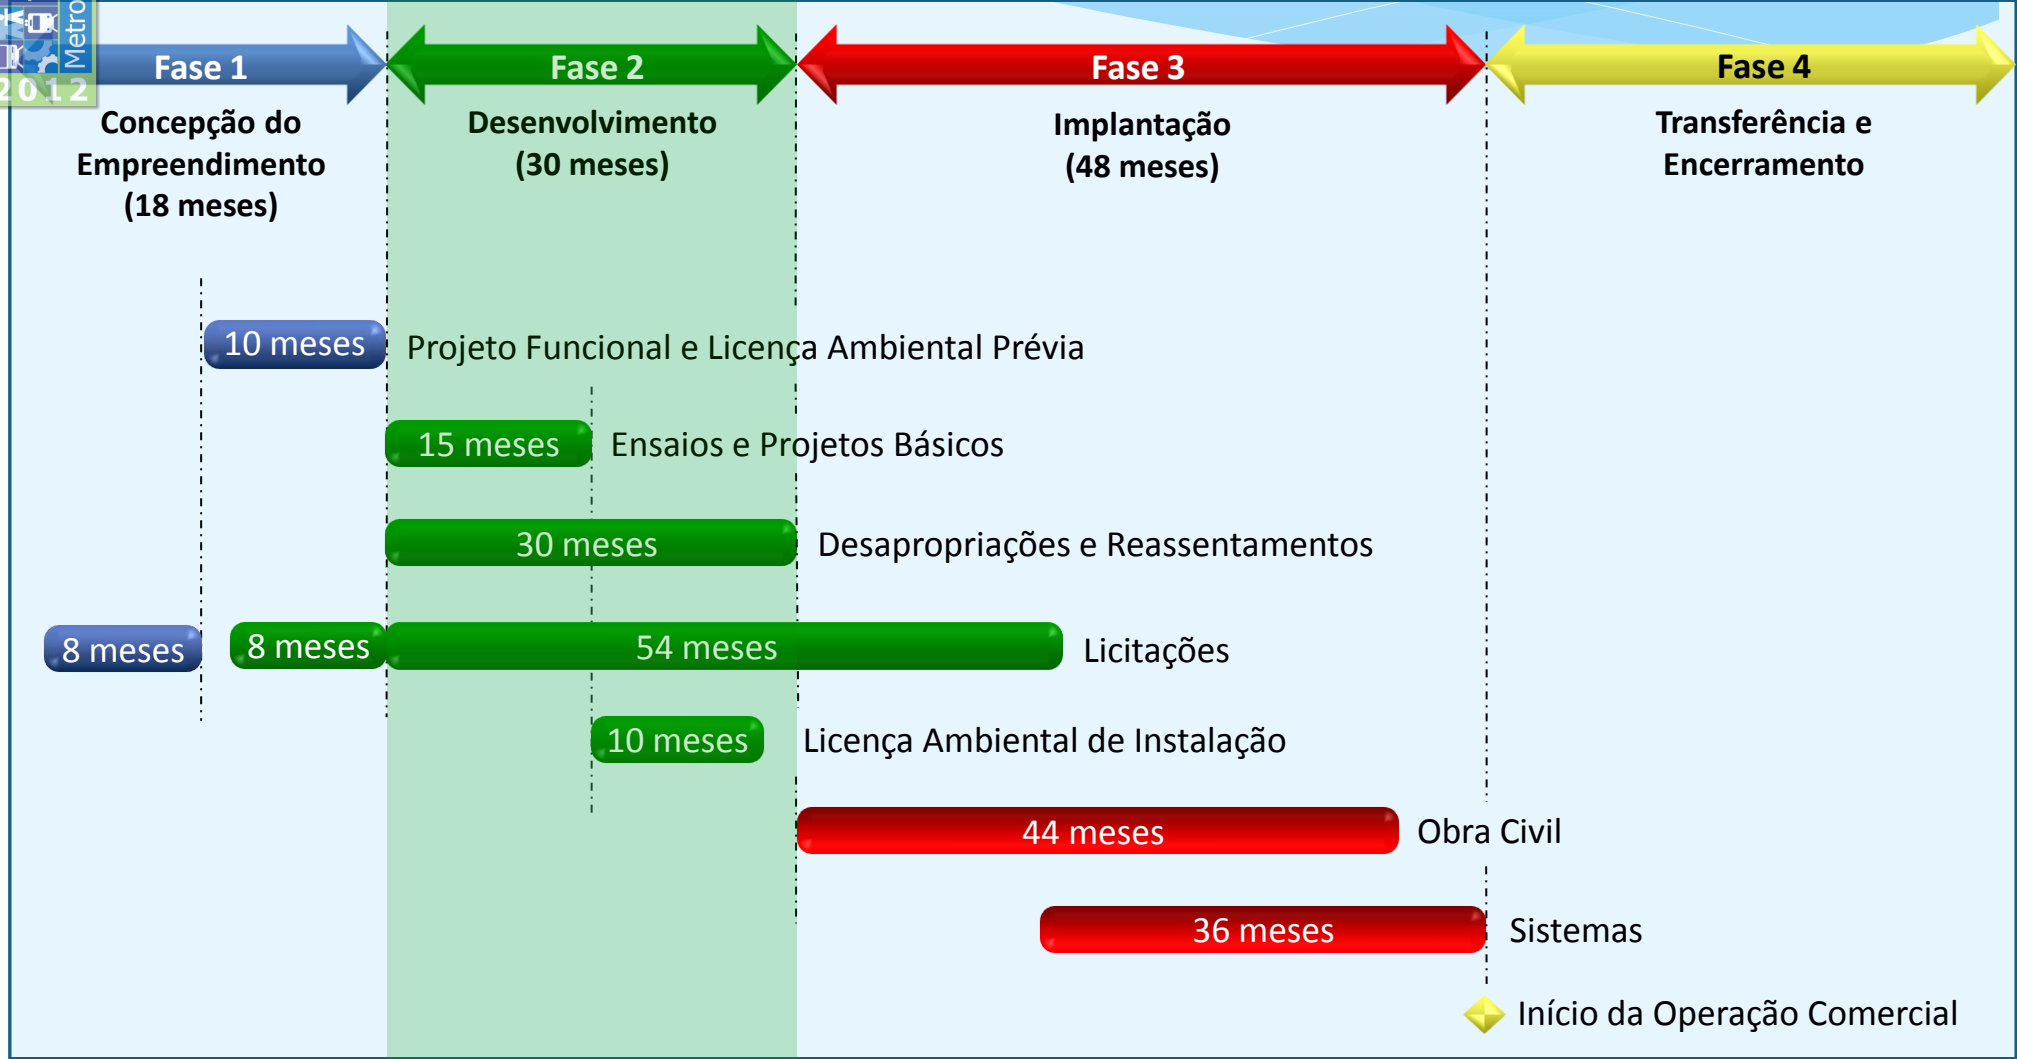 Metro
2012
Fase 1
Fase 2
Fase 3
Fase 4
Concepção do
Empreendimento
(18 meses)
Desenvolvimento
(30 meses)
Implantação
(48 meses)
Transferência e
Encerramento
10 meses Projeto Funcional e Licença Ambiental Prévia
15 meses Ensaios e Projetos Básicos
30 meses Desapropriações e Reassentamentos
8 meses 8 meses 54 meses Licitações
10 meses Licença Ambiental de Instalação
44 meses Obra Civil
36 meses Sistemas
Início da Operação Comercial